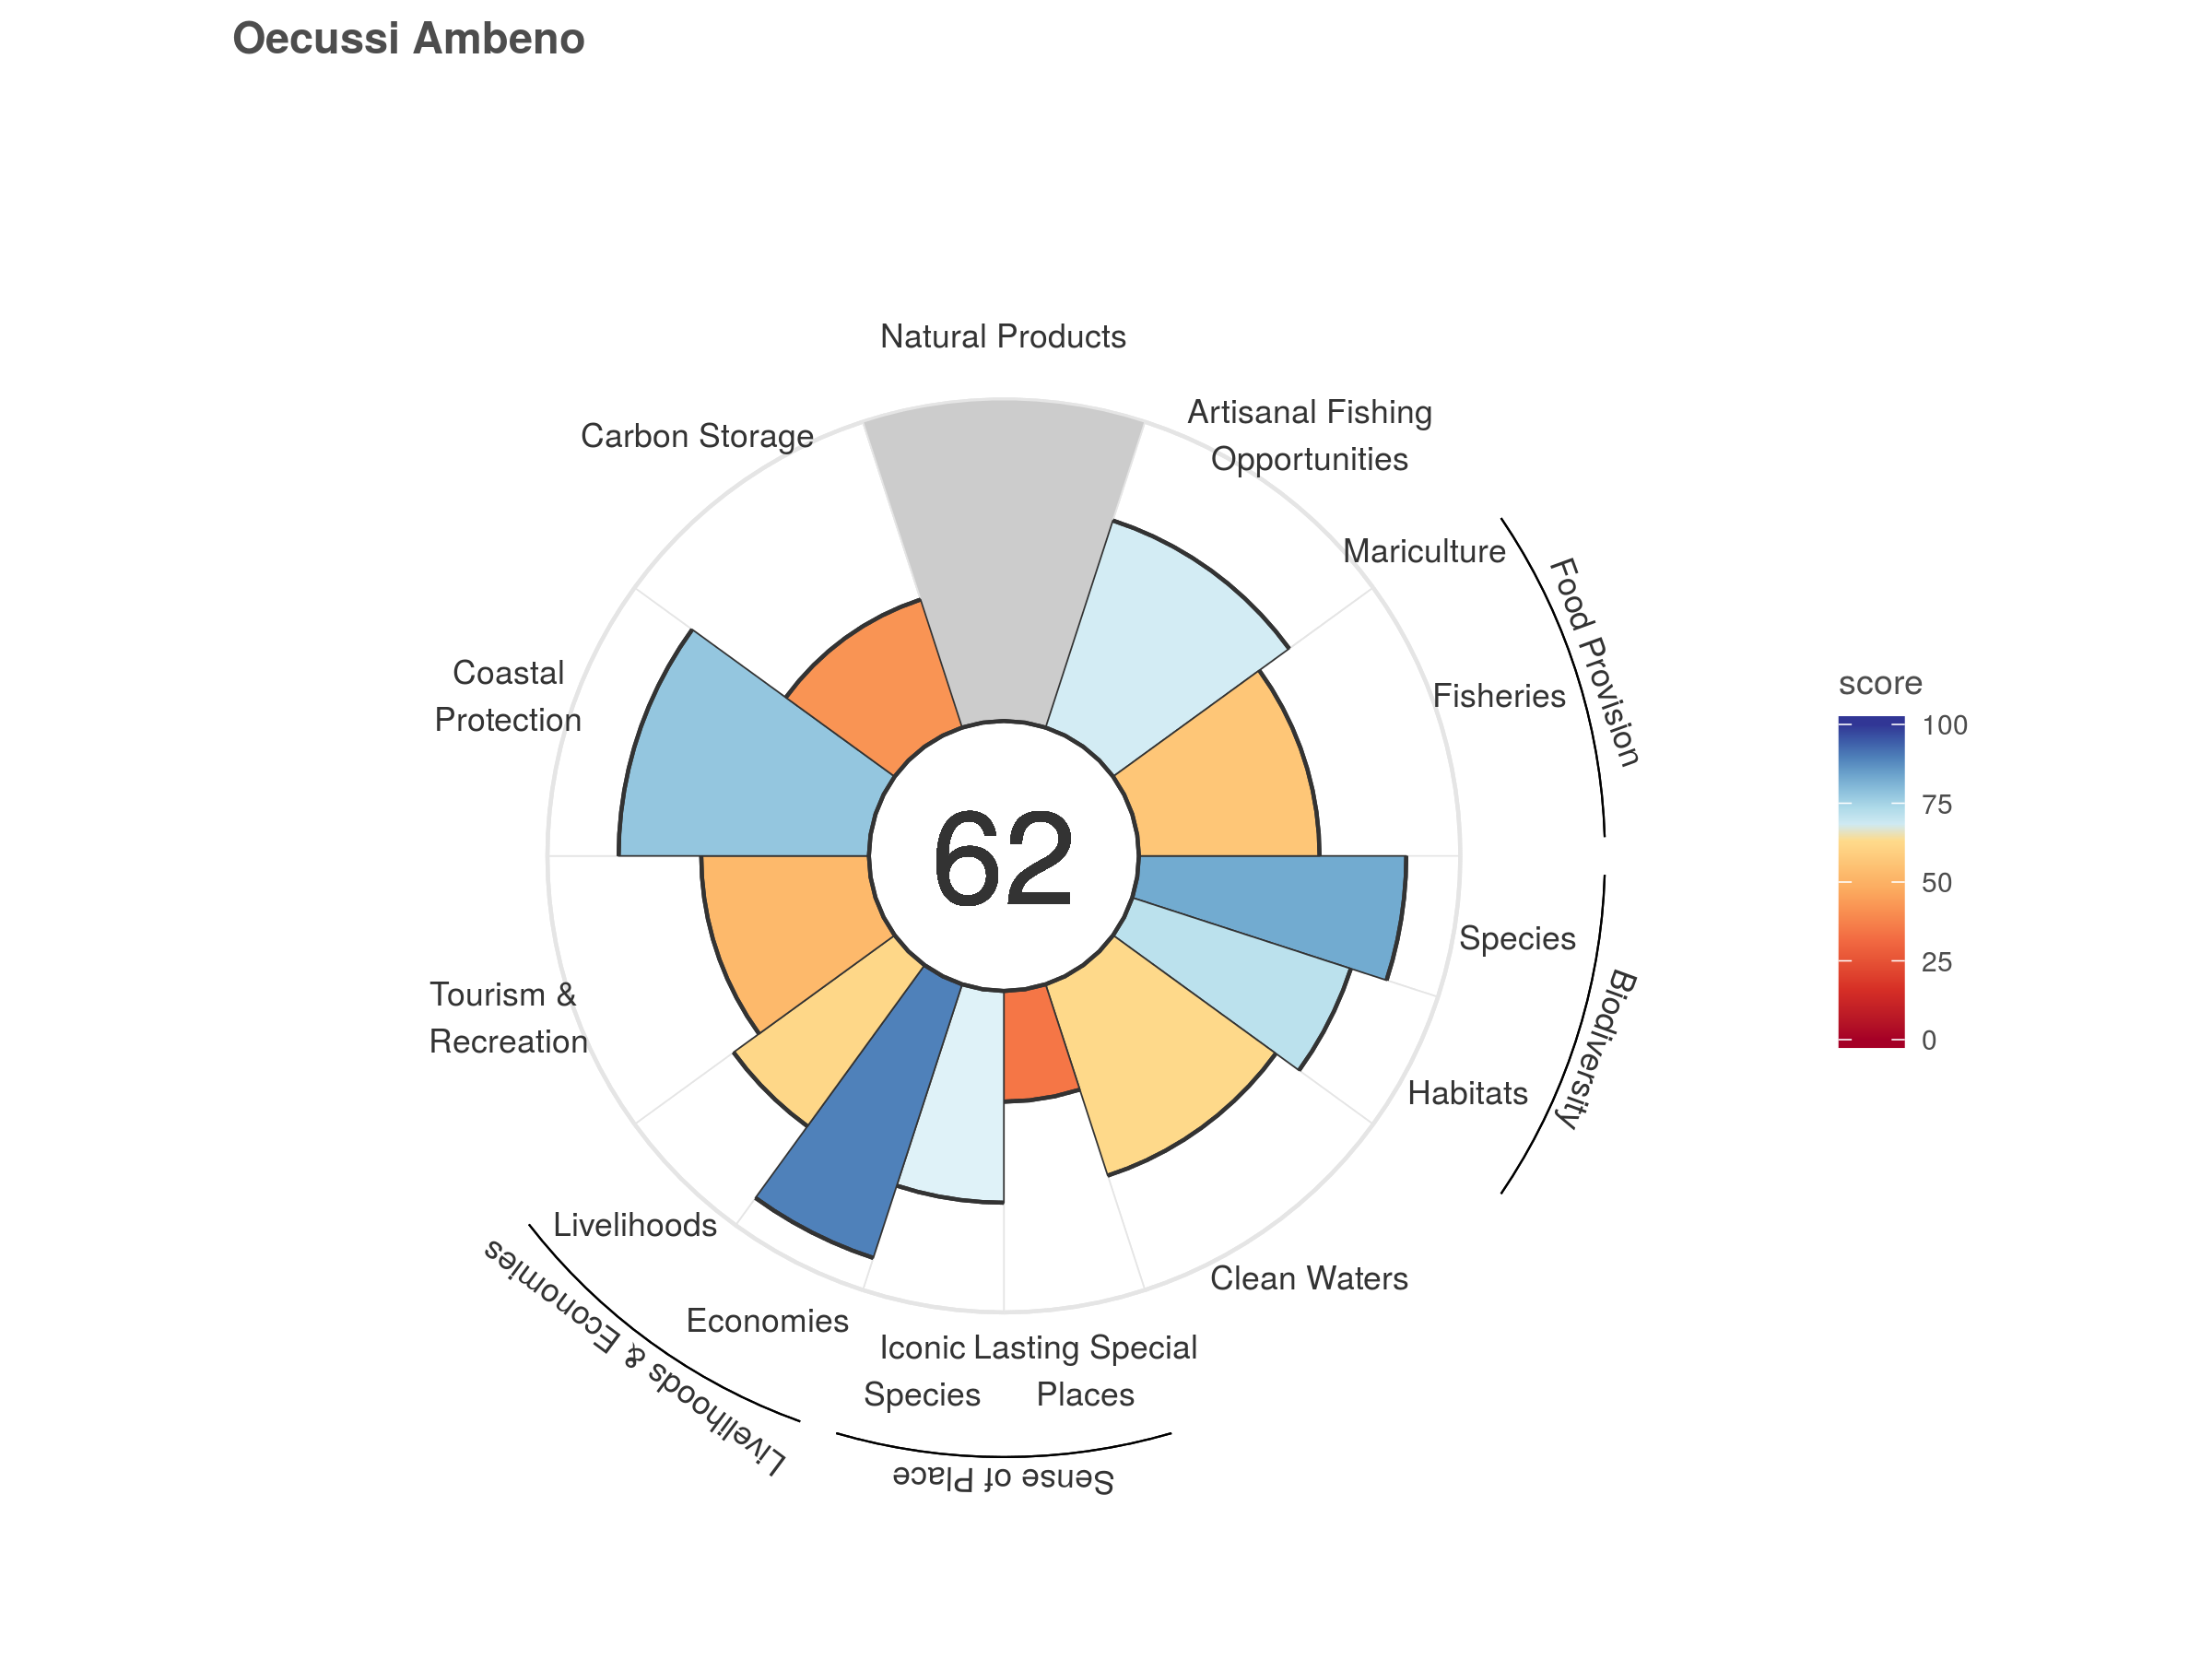 Oecussi Ambeno
Natural Products
Artisanal Fishing
Opportunities
Carbon Storage
Mariculture
Food Provision
Fisheries
Coastal
Protection
score
100
75
50
25
0
62
Species
Biodiversity
Tourism &
Recreation
Habitats
Livelihoods
Clean Waters
Economies
Livelihoods & Economies
Iconic
Species
Lasting Special
Places
Sense of Place